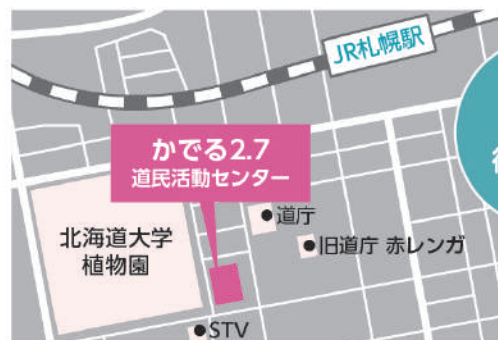 JR札幌駅
かでる2.7
道民活動センター
北海道大学
植物園
●道庁
●旧道庁 赤レンガ
●STV